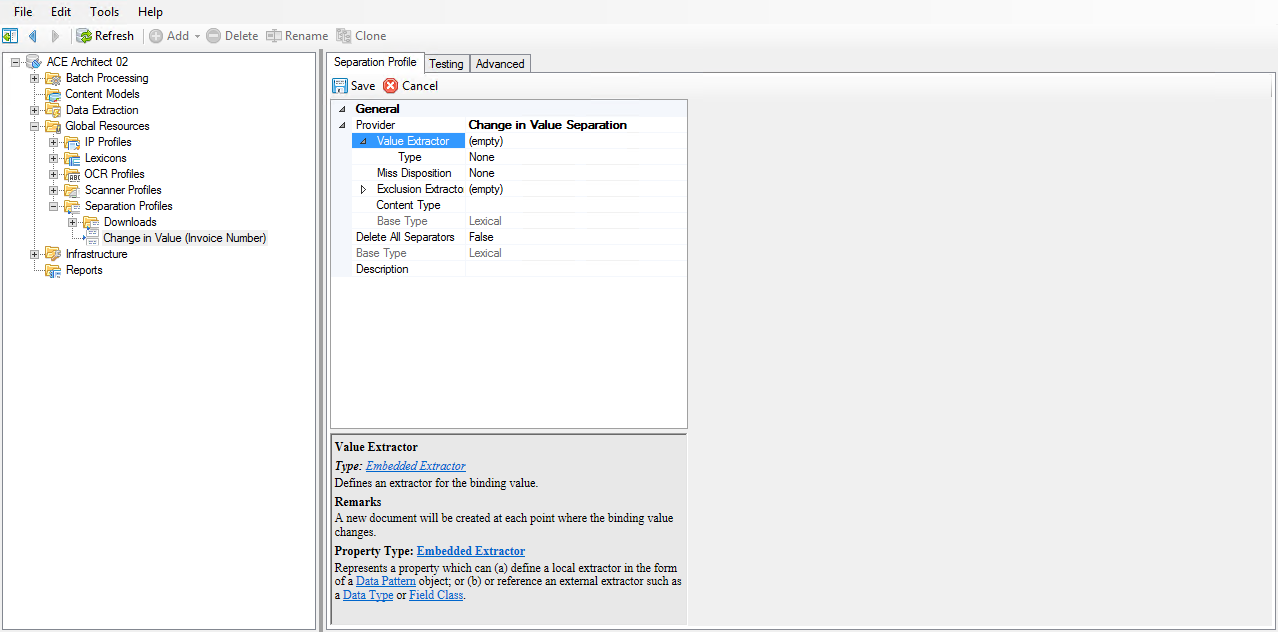 File Edit Tools Help
Refresh Add Delete Rename Clone
ACE Architect 02
Batch Processing
Content Models
Data Extraction
Global Resources
IP Profiles
Lexicons
OCR Profiles
Scanner Profiles
Separation Profiles
Downloads
Change in Value (Invoice Number)
Infrastructure
Reports
Separation Profile Testing Advanced
Save Cancel
General
Provider Change in Value Separation
Value Extractor (empty)
Type None
Miss Disposition None
Exclusion Extracto (empty)
Content Type
Base Type Lexical
Delete All Separators False
Base Type Lexical
Description
Value Extractor
Type: Embedded Extractor
Defines an extractor for the binding value.
Remarks
A new document will be created at each point where the binding value
changes.
Property Type: Embedded Extractor
Represents a property which can (a) define a local extractor in the form
of a Data Pattern object; or (b) or reference an external extractor such as
a Data Type or Field Class.